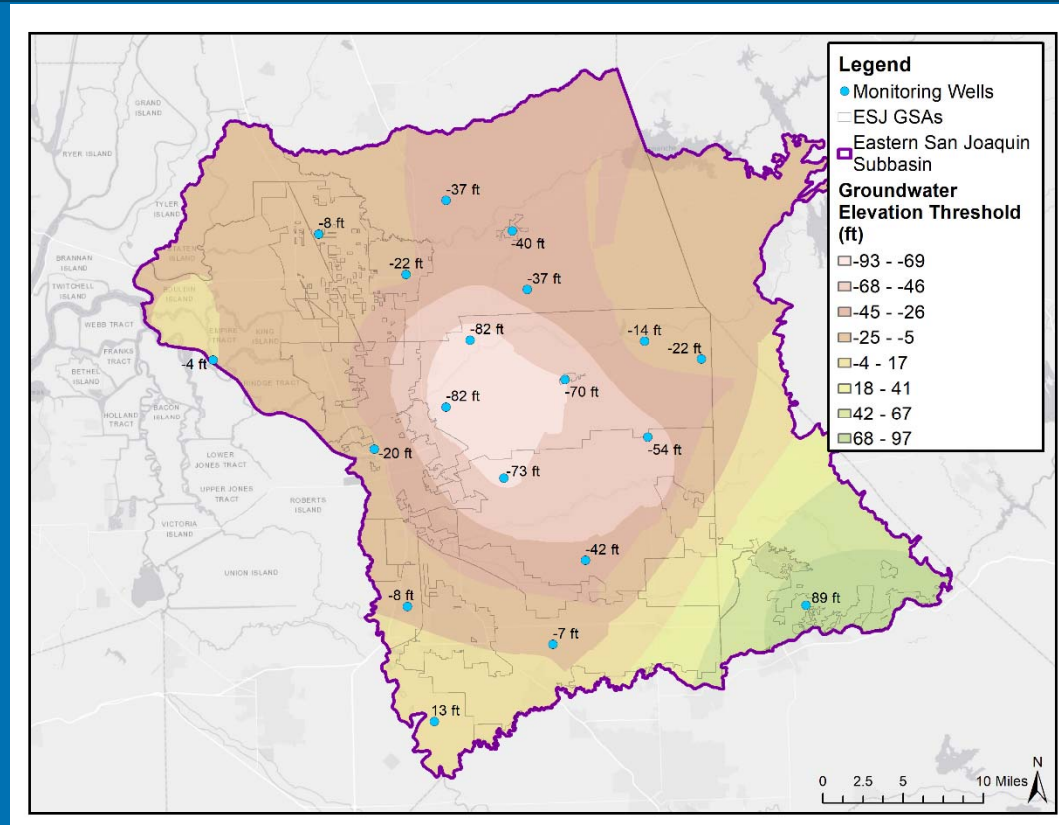 Legend
Monitoring Wells
ESJ GSAs
Eastern San Joaquin
Subbasin
Groundwater
Elevation Threshold
(ft)
-93 - -69
-68 - -46
-45 - -26
-25 - -5
-4 - 17
18 - 41
42 - 67
68 - 97
GRAND
ISLAND
RYER ISLAND
TYLER
ISLAND
BRANNAN
ISLAND
TWITCHELL
ISLAND
WEBB TRACT
FRANKS
TRACT
BETHEL
ISLAND
HOLLAND
TRACT
BACON
ISLAND
EMPIRE
TRACT
KING
ISLAND
LOWER
JONES TRACT
UPPER JONES
TRACT
ROBERTS
ISLAND
VICTORIA
ISLAND
UNION ISLAND
-37 ft
-8 ft
-40 ft
-22 ft
-37 ft
-82 ft
-14 ft
-22 ft
-4 ft
-70 ft
-82 ft
-54 ft
-20 ft
-73 ft
-42 ft
-8 ft
89 ft
-7 ft
13 ft
N
0 2.5 5 10 Miles